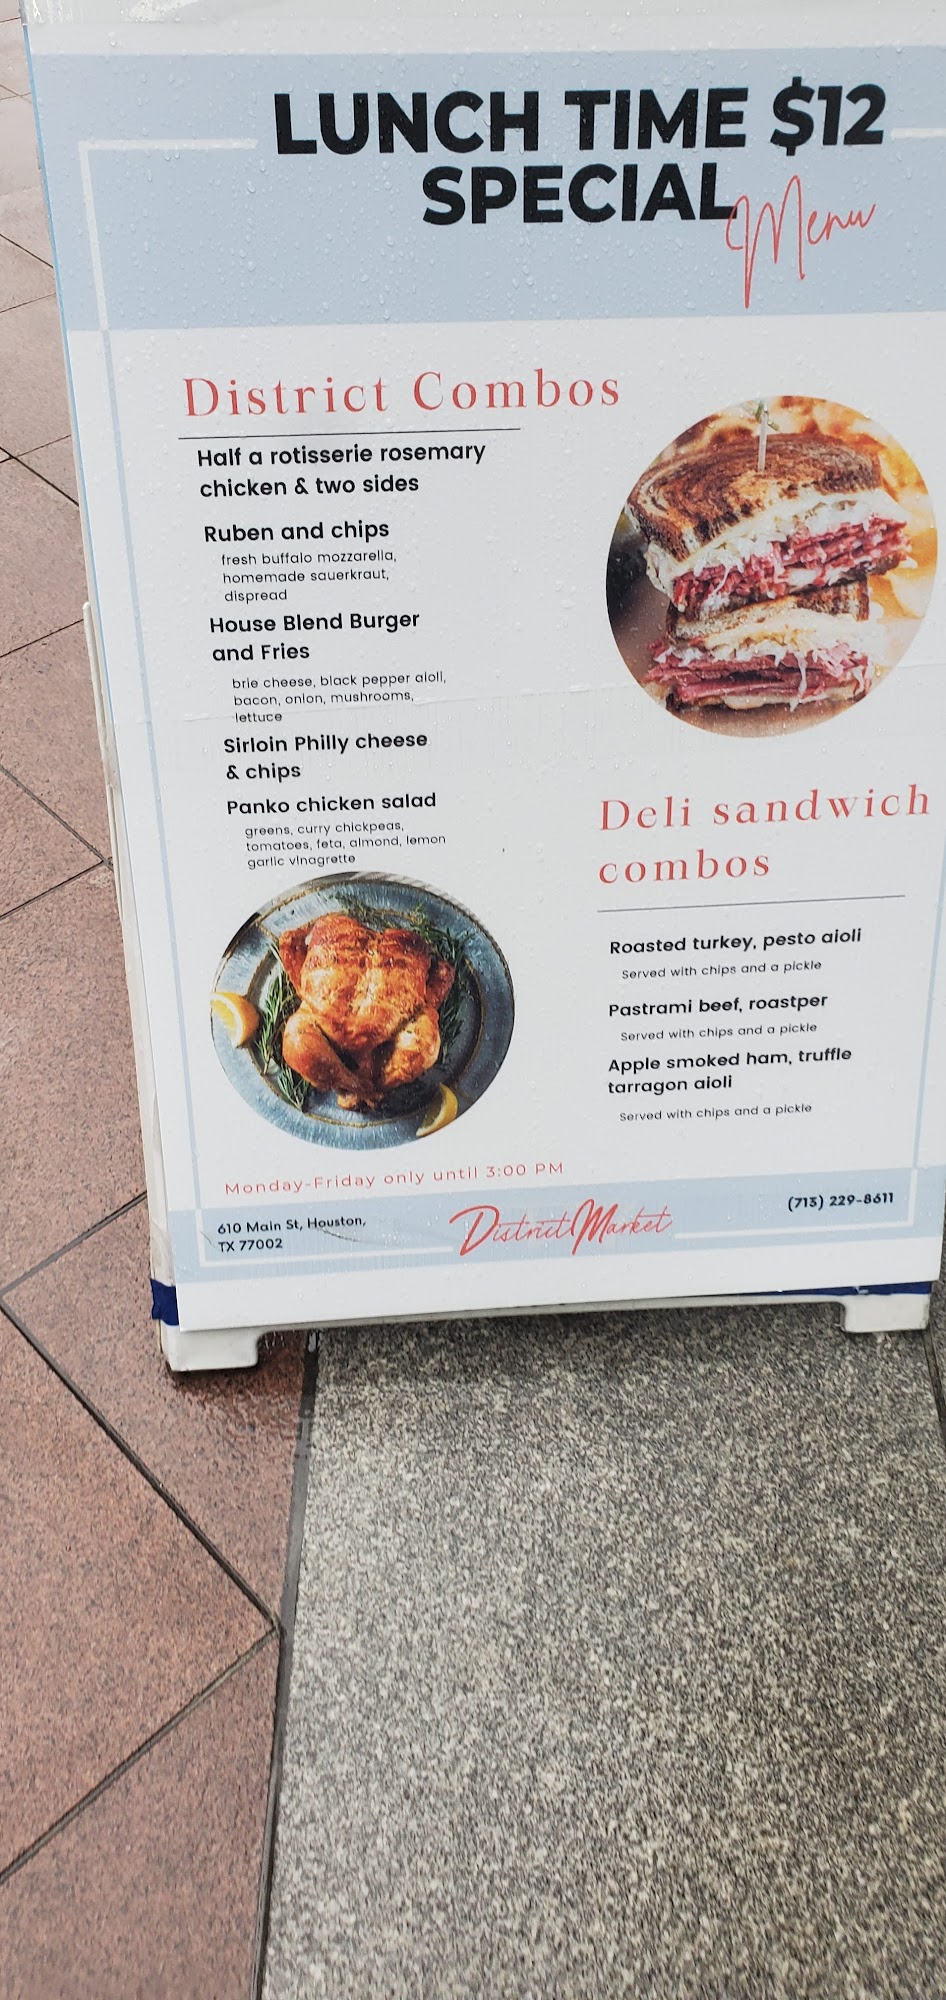 LUNCH TIME $12
SPECIAL
Menu
District Combos
Half a rotisserie rosemary
chicken & two sides
Ruben and chips
fresh buffalo mozzarella,
homemade sauerkraut,
dispread
House Blend Burger
and Fries
brie cheese, black pepper aioli,
bacon, onion, mushrooms,
lettuce
Sirloin Philly cheese
& chips
Panko chicken salad
greens, curry chickpeas,
tomatoes, feta, almond, lemon
garlic vinagrette
Deli sandwich
combos
Roasted turkey, pesto aioli
Served with chips and a pickle
Pastrami beef, roastper
Served with chips and a pickle
Apple smoked ham, truffle
tarragon aioli
Served with chips and a pickle
Monday-Friday only until 3:00 PM
610 Main St, Houston,
TX 77002
District Market
(713) 229-8611